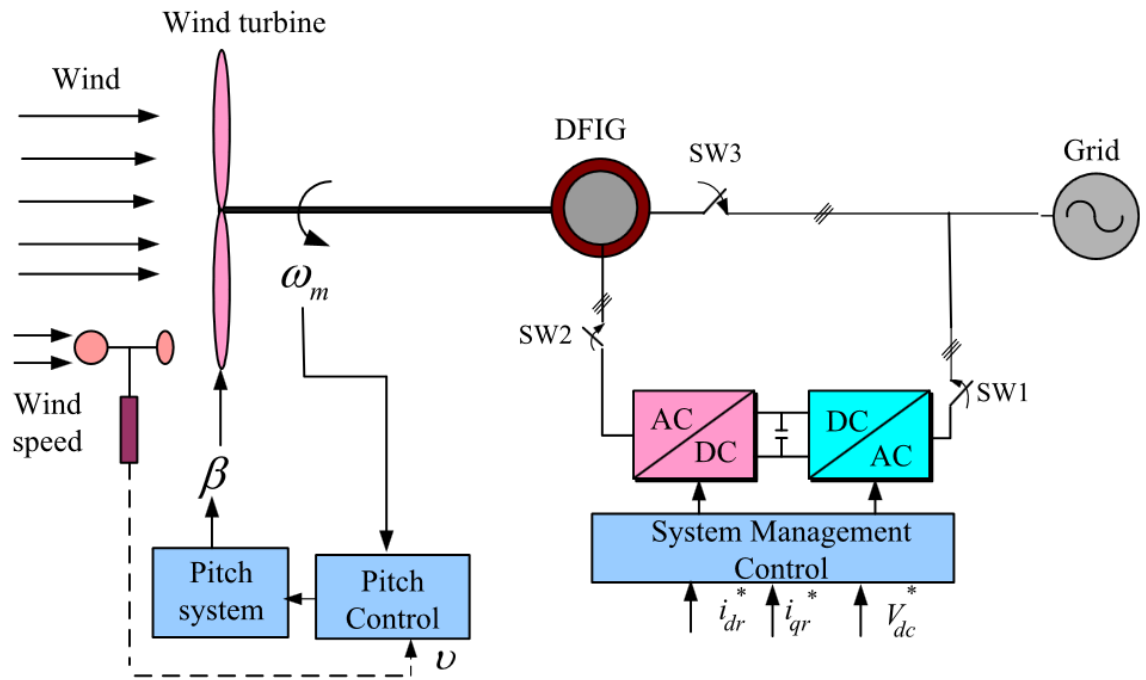 Wind turbine
Wind
DFIG
SW3
Grid
ω_m
SW2
SW1
Wind
speed
AC
DC
DC
AC
β
System Management
Control
Pitch
system
Pitch
Control
i_dr^*
i_qr^*
V_dc^*
υ